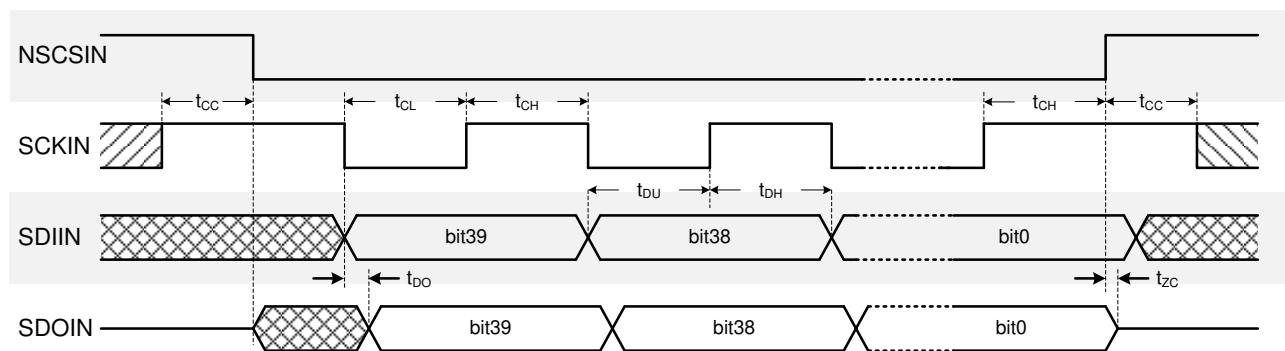 NSCSIN
tCC tCL tCH tCH tCC
SCKIN
tDU tDH
SDIIN bit39 bit38 bit0
tDO tZC
SDOIN bit39 bit38 bit0